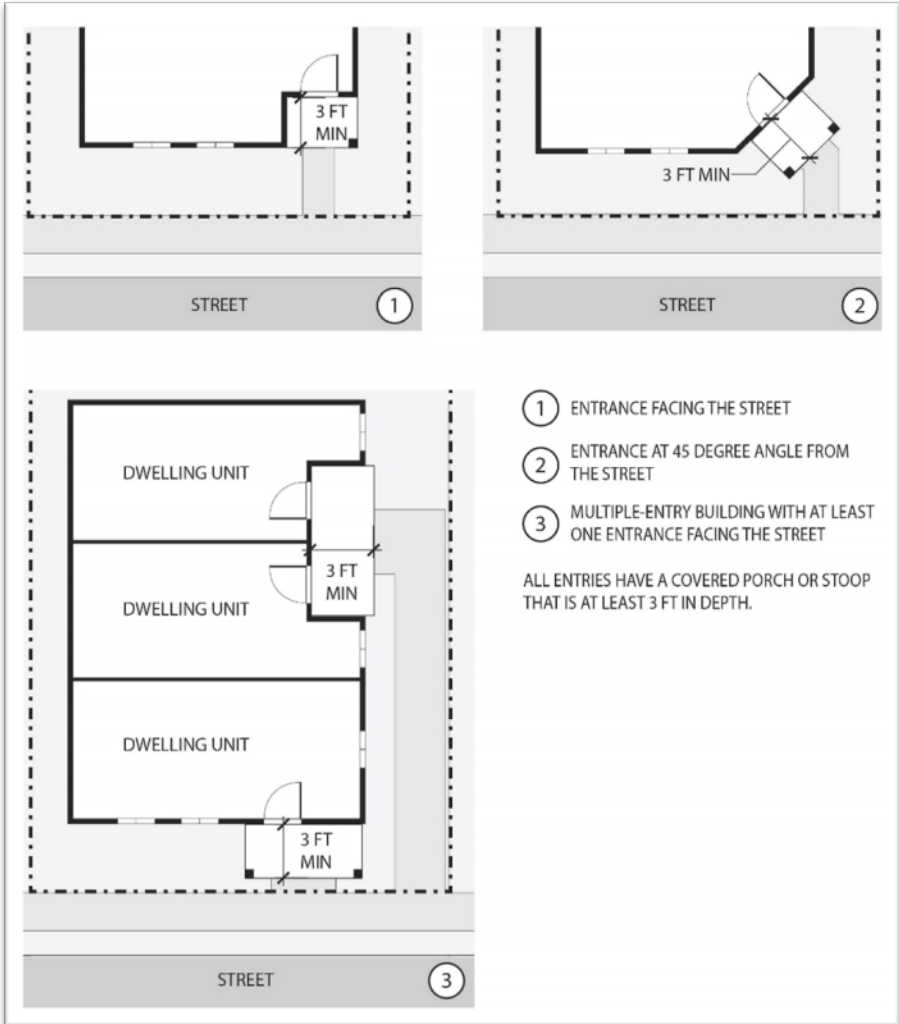 3 FT
MIN
STREET
1
3 FT MIN
STREET
2
DWELLING UNIT
3 FT
MIN
DWELLING UNIT
DWELLING UNIT
3 FT
MIN
STREET
3
1 ENTRANCE FACING THE STREET
2 ENTRANCE AT 45 DEGREE ANGLE FROM
THE STREET
3 MULTIPLE-ENTRY BUILDING WITH AT LEAST
ONE ENTRANCE FACING THE STREET
ALL ENTRIES HAVE A COVERED PORCH OR STOOP
THAT IS AT LEAST 3 FT IN DEPTH.